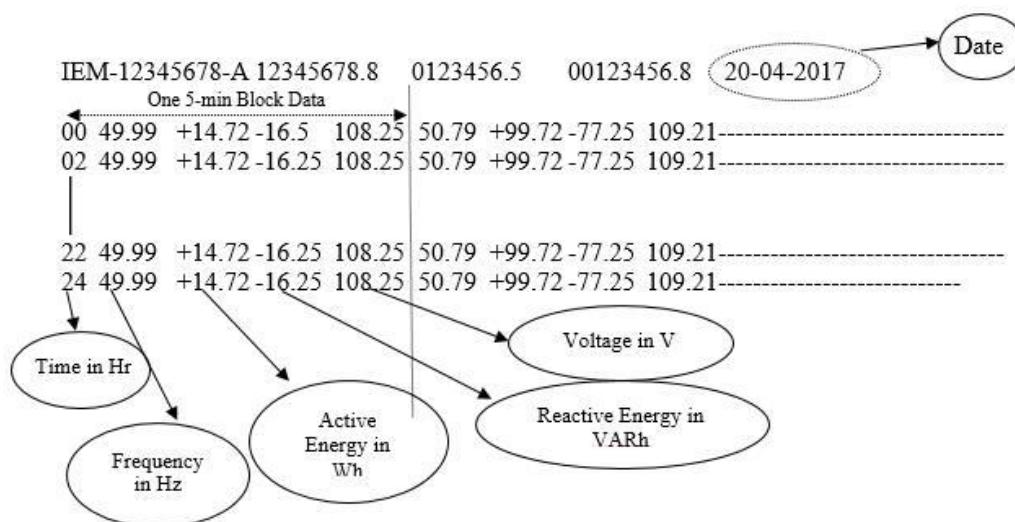 Date
IEM-12345678-A 12345678.8 0123456.5 00123456.8 20-04-2017
One 5-min Block Data
00 49.99 +14.72 -16.5 108.25 50.79 +99.72 -77.25 109.21-----------------------------------
02 49.99 +14.72 -16.25 108.25 50.79 +99.72 -77.25 109.21-----------------------------------
22 49.99 +14.72 -16.25 108.25 50.79 +99.72 -77.25 109.21-----------------------------------
24 49.99 +14.72 -16.25 108.25 50.79 +99.72 -77.25 109.21-----------------------------
Voltage in V
Time in Hr
Reactive Energy in
VARh
Active
Energy in
Wh
Frequency
in Hz